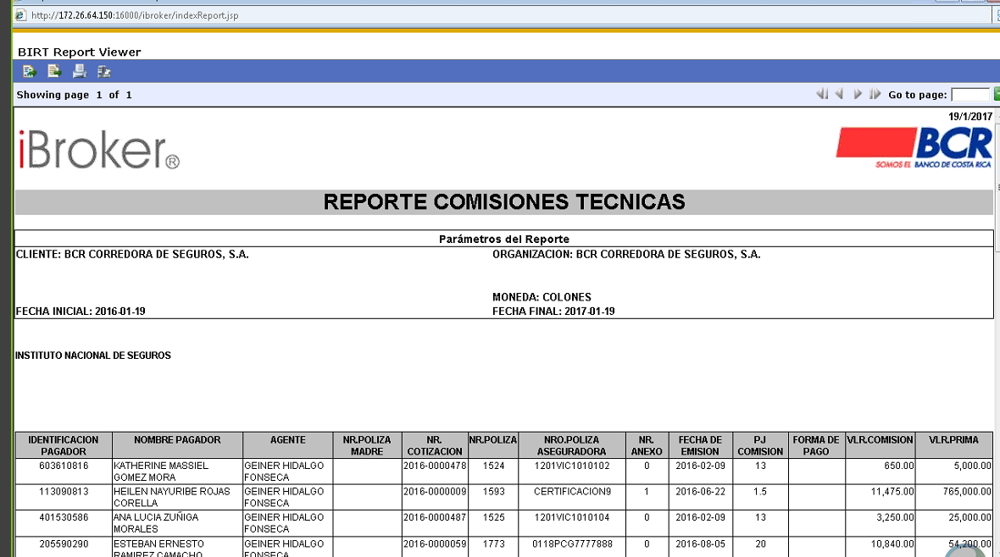 http://172.26.64.150:16000/ibroker/indexReport.jsp
BIRT Report Viewer
Showing page 1 of 1
Go to page:
19/1/2017
iBroker®
BCR
SOMOS EL BANCO DE COSTA RICA
REPORTE COMISIONES TECNICAS
Parámetros del Reporte
CLIENTE: BCR CORREDORA DE SEGUROS, S.A. ORGANIZACION: BCR CORREDORA DE SEGUROS, S.A.
MONEDA: COLONES
FECHA INICIAL: 2016-01-19 FECHA FINAL: 2017-01-19
INSTITUTO NACIONAL DE SEGUROS
IDENTIFICACION NOMBRE PAGADOR AGENTE NR.POLIZA NR. NR.POLIZA NRO.POLIZA NR. FECHA DE PJ FORMA DE VLR.COMISION VLR.PRIMA
PAGADOR MADRE COTIZACION ASEGURADORA ANEXO EMISION COMISION PAGO
603610816 KATHERINE MASSIEL GEINER HIDALGO 2016-0000478 1524 1201VIC1010102 0 2016-02-09 13 650.00 5,000.00
GOMEZ MORA FONSECA
113090813 HEILEN NAYURIBE ROJAS GEINER HIDALGO 2016-0000009 1593 CERTIFICACION9 1 2016-06-22 1.5 11,475.00 765,000.00
CORELLA FONSECA
401530586 ANA LUCIA ZUÑIGA GEINER HIDALGO 2016-0000487 1525 1201VIC1010104 0 2016-02-09 13 3,250.00 25,000.00
MORALES FONSECA
205590290 ESTEBAN ERNESTO GEINER HIDALGO 2016-0000059 1773 0118PCG7777888 0 2016-08-05 20 10,840.00 54,200.00
RAMIREZ CAMACHO FONSECA